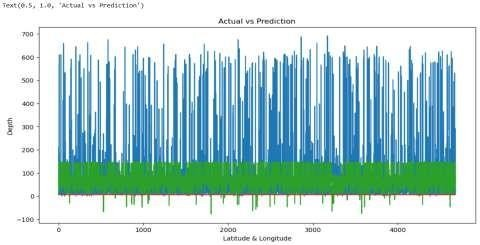 Text(0.5, 1.0, 'Actual vs Prediction')
Actual vs Prediction
700
600
500
400
300
200
100
0
−100
Depth
0 1000 2000 3000 4000
Latitude & Longitude